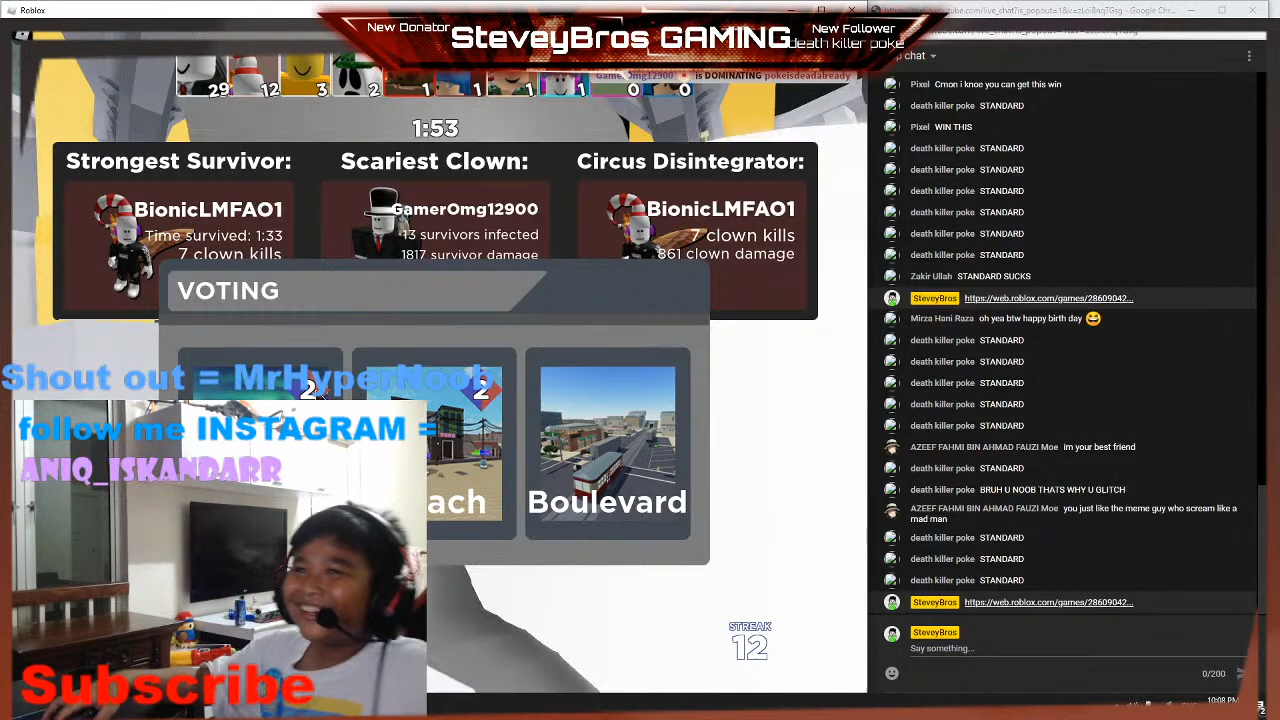 Roblox
New Donator
SteveyBros GAMING
New Follower
death killer poke
GamerOmg12900 is DOMINATING pokeisdeadalready
29 12 3 2 1 1 1 1 0 0
1:53
Strongest Survivor:
BionicLMFAO1
Time survived: 1:33
7 clown kills
Scariest Clown:
GamerOmg12900
13 survivors infected
1817 survivor damage
Circus Disintegrator:
BionicLMFAO1
7 clown kills
861 clown damage
VOTING
2
2
ach
Boulevard
Shout out = MrHyperNoob
follow me INSTAGRAM =
ANIQ_ISKANDARR
Subscribe
STREAK
12
p chat
Pixel Cmon i knoe you can get this win
death killer poke STANDARD
Pixel WIN THIS
death killer poke STANDARD
death killer poke STANDARD
death killer poke STANDARD
death killer poke STANDARD
death killer poke STANDARD
death killer poke STANDARD
Zakir Ullah STANDARD SUCKS
SteveyBros https://web.roblox.com/games/28609042...
Mirza Hani Raza oh yea btw happy birth day 😆
death killer poke STANDARD
death killer poke STANDARD
death killer poke STANDARD
death killer poke STANDARD
death killer poke STANDARD
AZEEF FAHMI BIN AHMAD FAUZI Moe im your best friend
death killer poke STANDARD
death killer poke BRUH U NOOB THATS WHY U GLITCH
AZEEF FAHMI BIN AHMAD FAUZI Moe you just like the meme guy who scream like a
mad man
death killer poke STANDARD
death killer poke STANDARD
death killer poke STANDARD
SteveyBros https://web.roblox.com/games/28609042...
SteveyBros
Say something...
0/200
10:08 PM